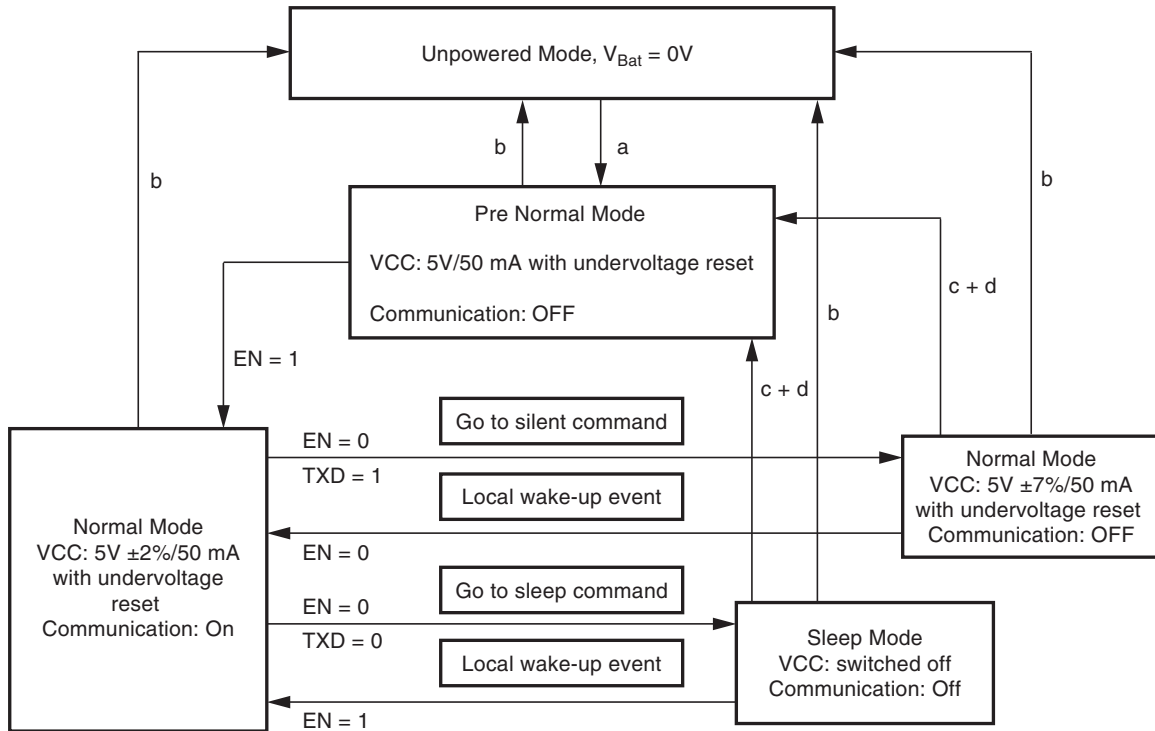 Unpowered Mode, VBat = 0V
b
b
a
b
Pre Normal Mode
VCC: 5V/50 mA with undervoltage reset
Communication: OFF
c + d
b
EN = 1
c + d
Go to silent command
EN = 0
TXD = 1
Local wake-up event
EN = 0
Normal Mode
VCC: 5V ±7%/50 mA
with undervoltage reset
Communication: OFF
Normal Mode
VCC: 5V ±2%/50 mA
with undervoltage
reset
Communication: On
Go to sleep command
EN = 0
TXD = 0
Local wake-up event
EN = 1
Sleep Mode
VCC: switched off
Communication: Off